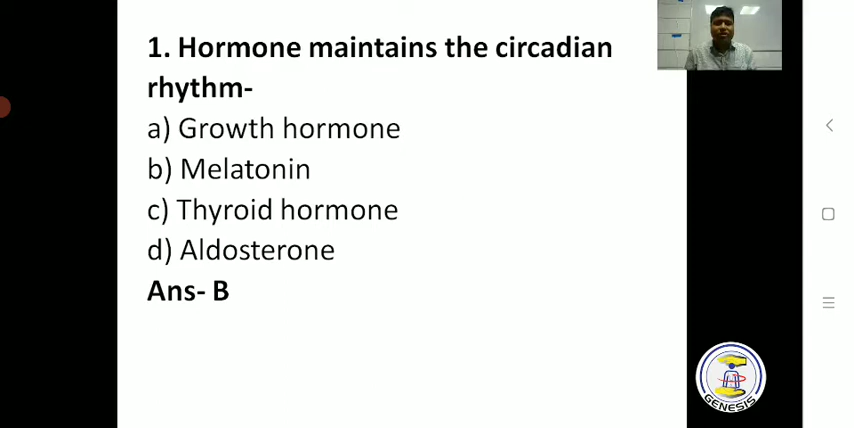 1. Hormone maintains the circadian
rhythm-
a) Growth hormone
b) Melatonin
c) Thyroid hormone
d) Aldosterone
Ans- B
GENESIS